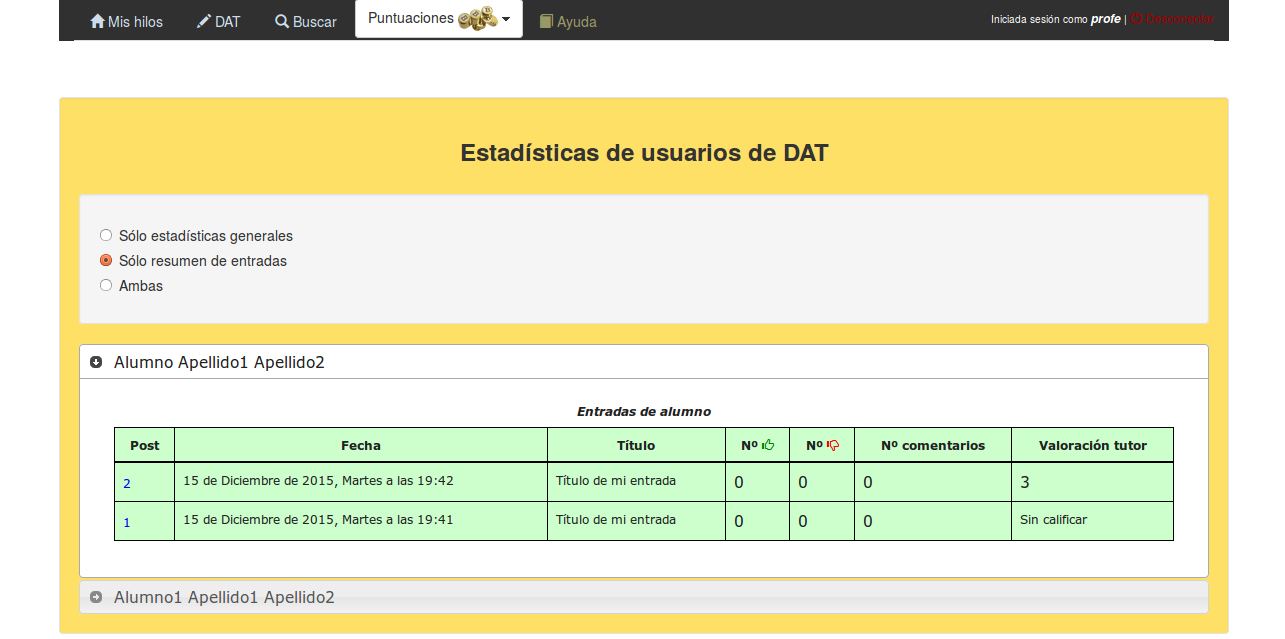 Mis hilos DAT Buscar Puntuaciones Ayuda Iniciada sesión como profe | Desconectar
Estadísticas de usuarios de DAT
Sólo estadísticas generales
Sólo resumen de entradas
Ambas
Alumno Apellido1 Apellido2
Entradas de alumno
Post Fecha Título Nº Nº Nº comentarios Valoración tutor
2 15 de Diciembre de 2015, Martes a las 19:42 Título de mi entrada 0 0 0 3
1 15 de Diciembre de 2015, Martes a las 19:41 Título de mi entrada 0 0 0 Sin calificar
Alumno1 Apellido1 Apellido2